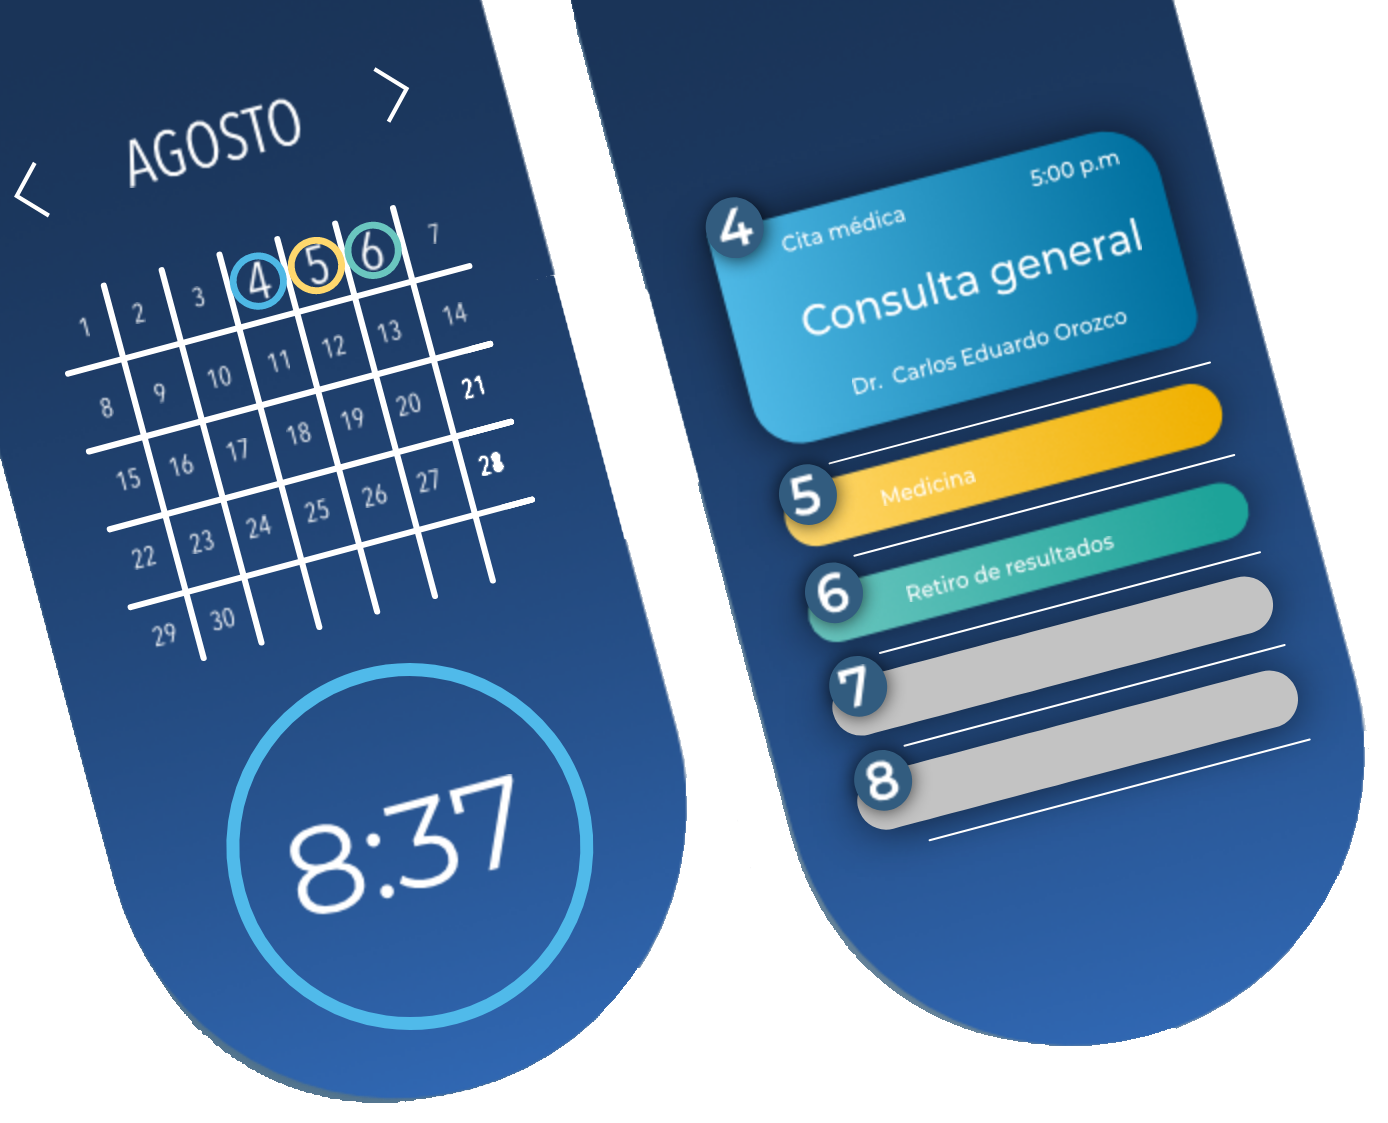 AGOSTO
1 2 3 4 5 6 7
8 9 10 11 12 13 14
15 16 17 18 19 20 21
22 23 24 25 26 27 28
29 30
8:37
4
5:00 p.m
Cita médica
Consulta general
Dr. Carlos Eduardo Orozco
5 Medicina
6 Retiro de resultados
7
8